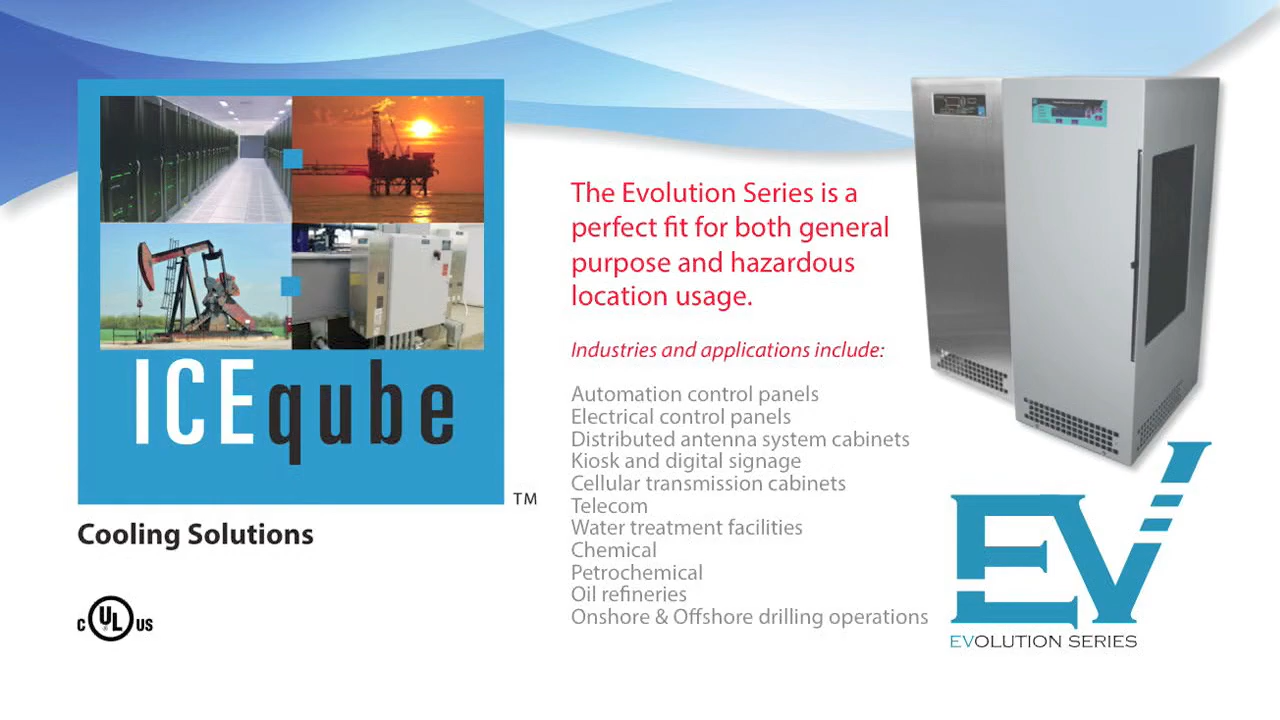 ICEqube
TM
Cooling Solutions
C UL US
The Evolution Series is a
perfect fit for both general
purpose and hazardous
location usage.
Industries and applications include:
Automation control panels
Electrical control panels
Distributed antenna system cabinets
Kiosk and digital signage
Cellular transmission cabinets
Telecom
Water treatment facilities
Chemical
Petrochemical
Oil refineries
Onshore & Offshore drilling operations
EV
EVOLUTION SERIES